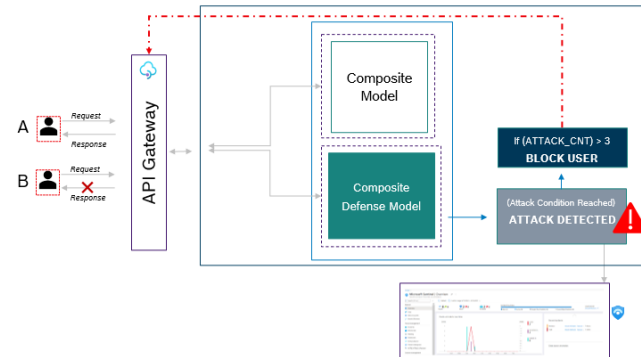 A
Request
Response
B
Request
Response
API Gateway
Composite
Model
Composite
Defense Model
If (ATTACK_CNT) > 3
BLOCK USER
(Attack Condition Reached)
ATTACK DETECTED